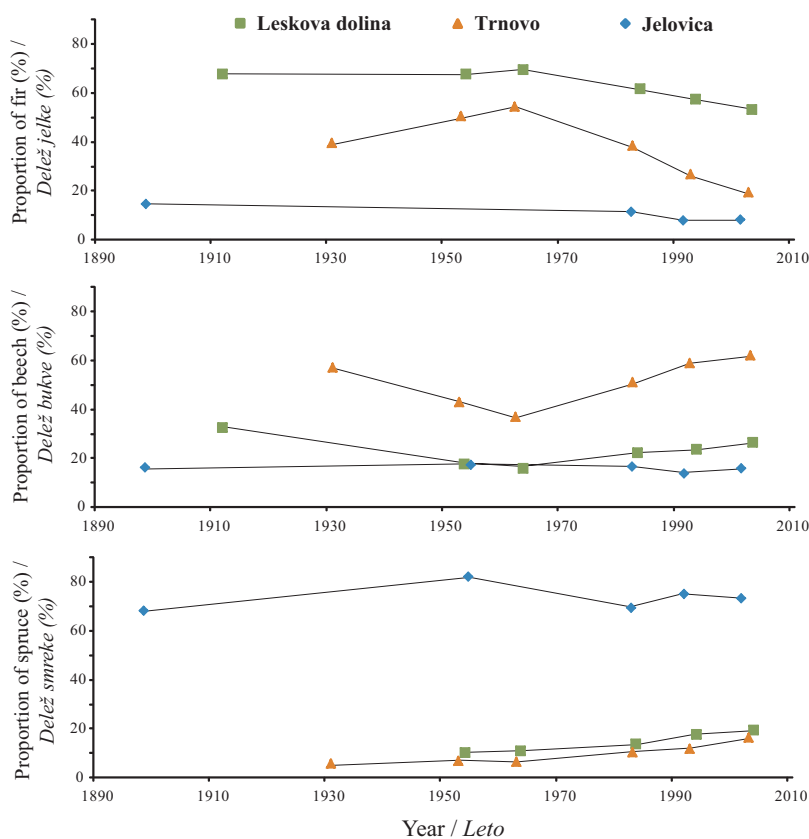 Leskova dolina Trnovo Jelovica
Proportion of fir (%) /
Delež jelke (%)
80
60
40
20
0
1890 1910 1930 1950 1970 1990 2010
Proportion of beech (%) /
Delež bukve (%)
80
60
40
20
0
1890 1910 1930 1950 1970 1990 2010
Proportion of spruce (%) /
Delež smreke (%)
80
60
40
20
0
1890 1910 1930 1950 1970 1990 2010
Year / Leto